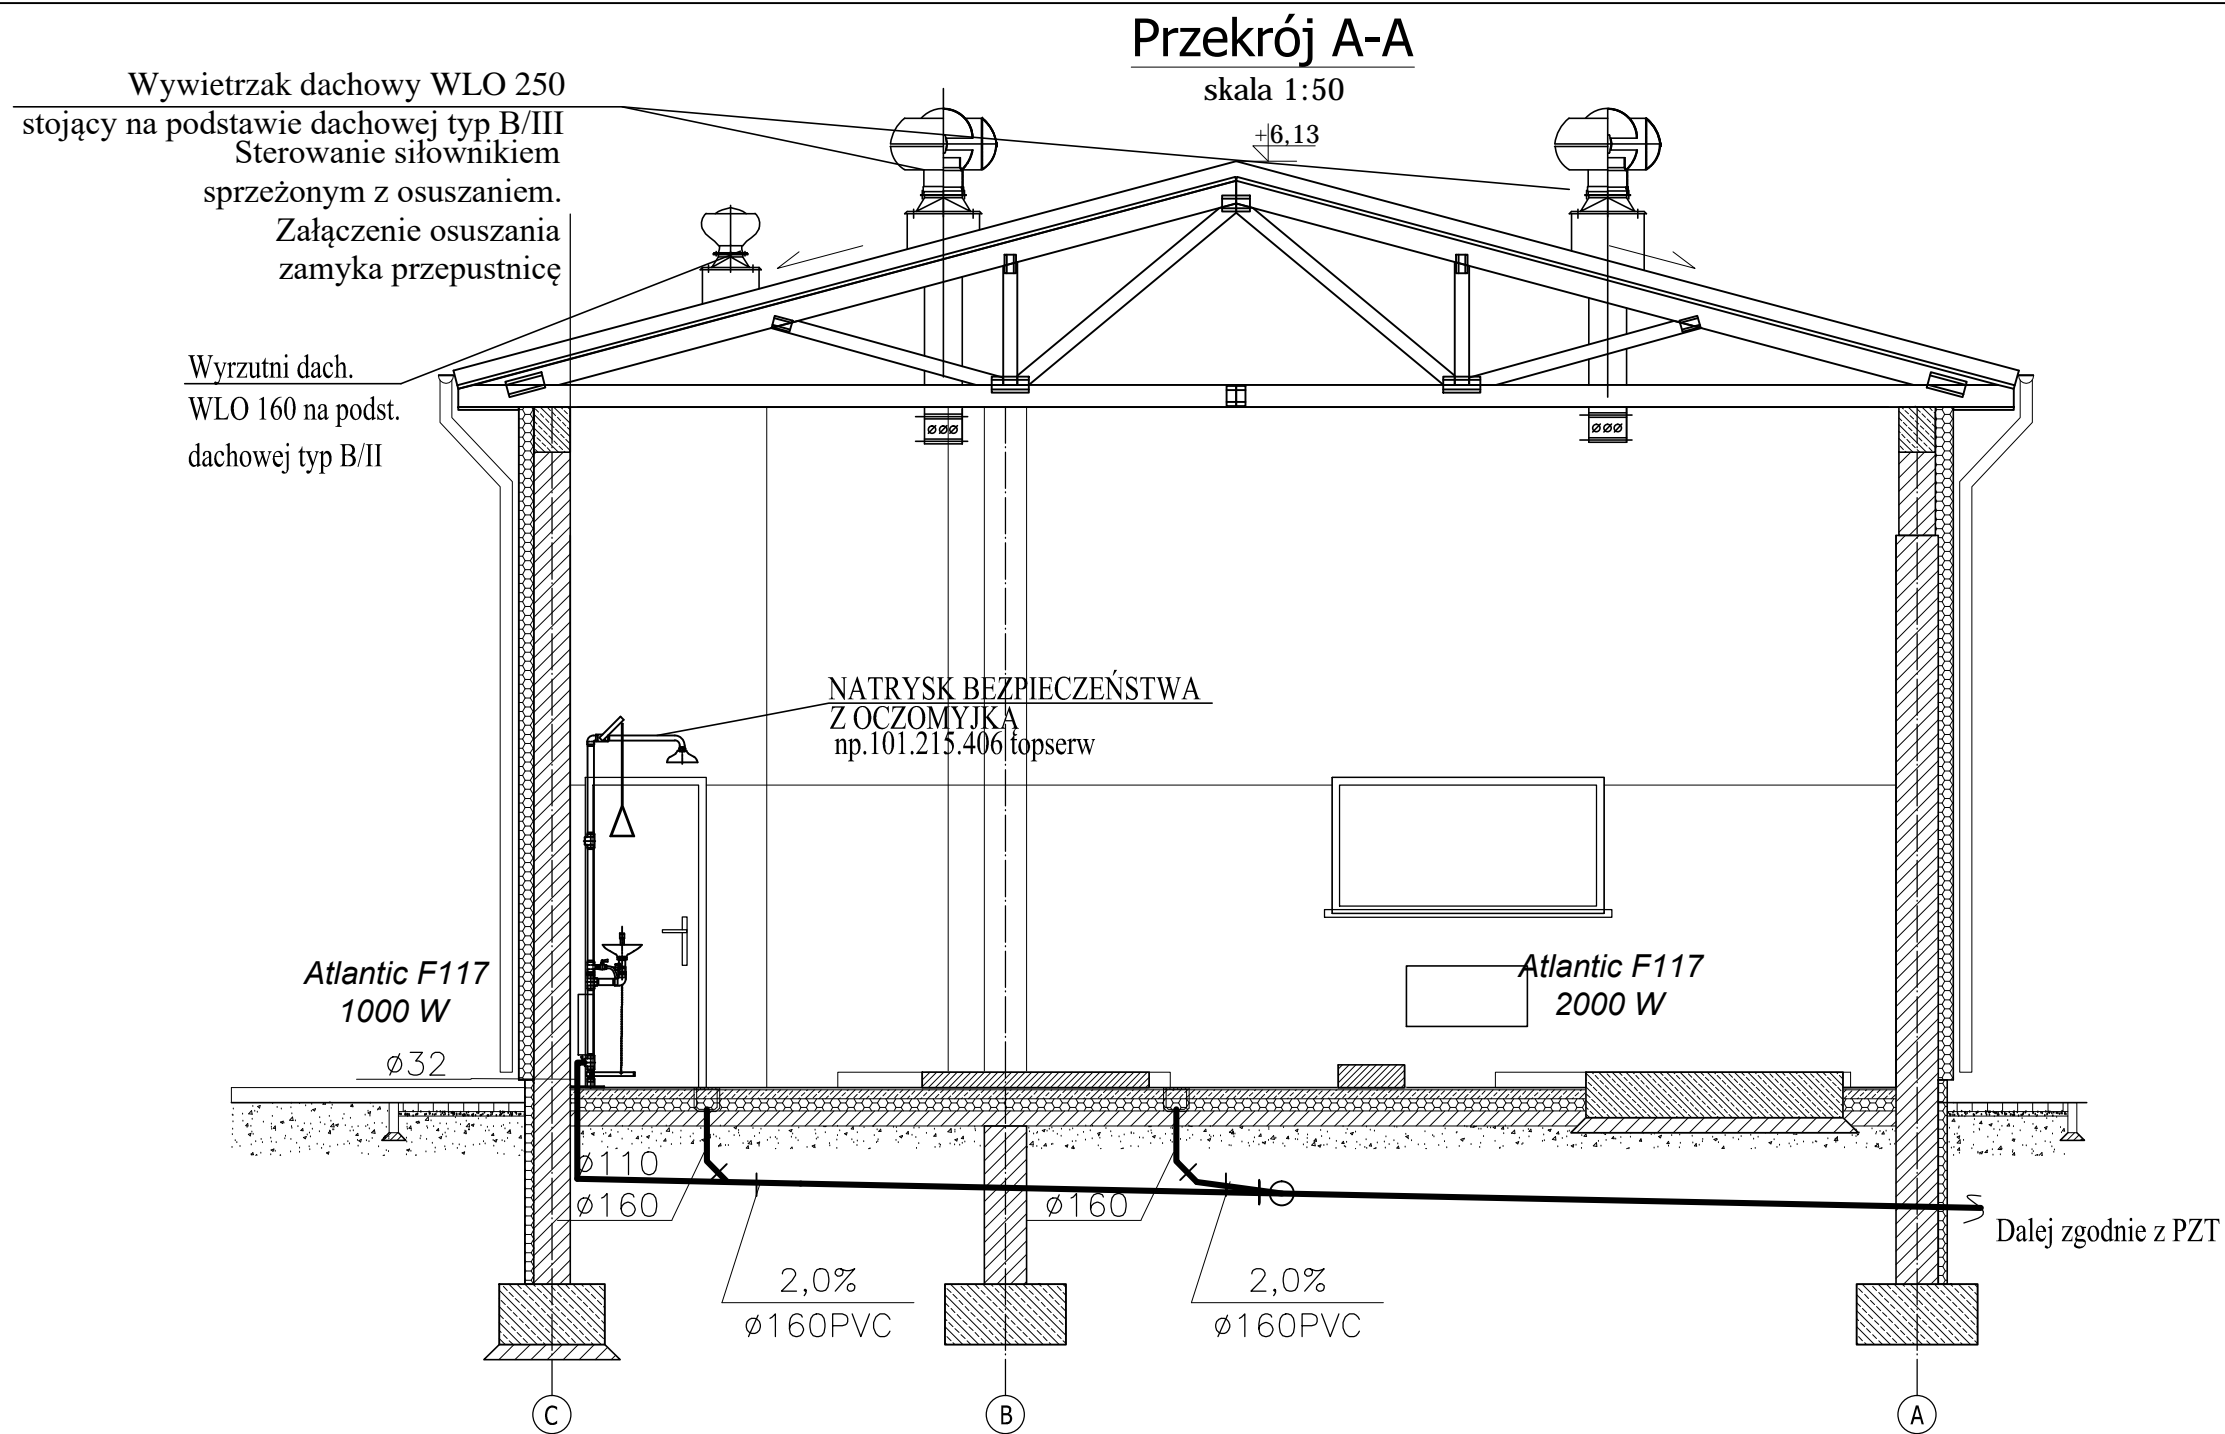 Przekrój A-A
skala 1:50
Wywietrzak dachowy WLO 250
stojący na podstawie dachowej typ B/III
Sterowanie siłownikiem
sprzeżonym z osuszaniem.
Załączenie osuszania
zamyka przepustnicę
+6,13
Wyrzutni dach.
WLO 160 na podst.
dachowej typ B/II
øøø
øøø
NATRYSK BEZPIECZEŃSTWA
Z OCZOMYJKĄ
np.101.215.406 topserw
Atlantic F117
1000 W
Atlantic F117
2000 W
ø32
ø110
ø160
ø160
Dalej zgodnie z PZT
2,0%
ø160PVC
2,0%
ø160PVC
C
B
A